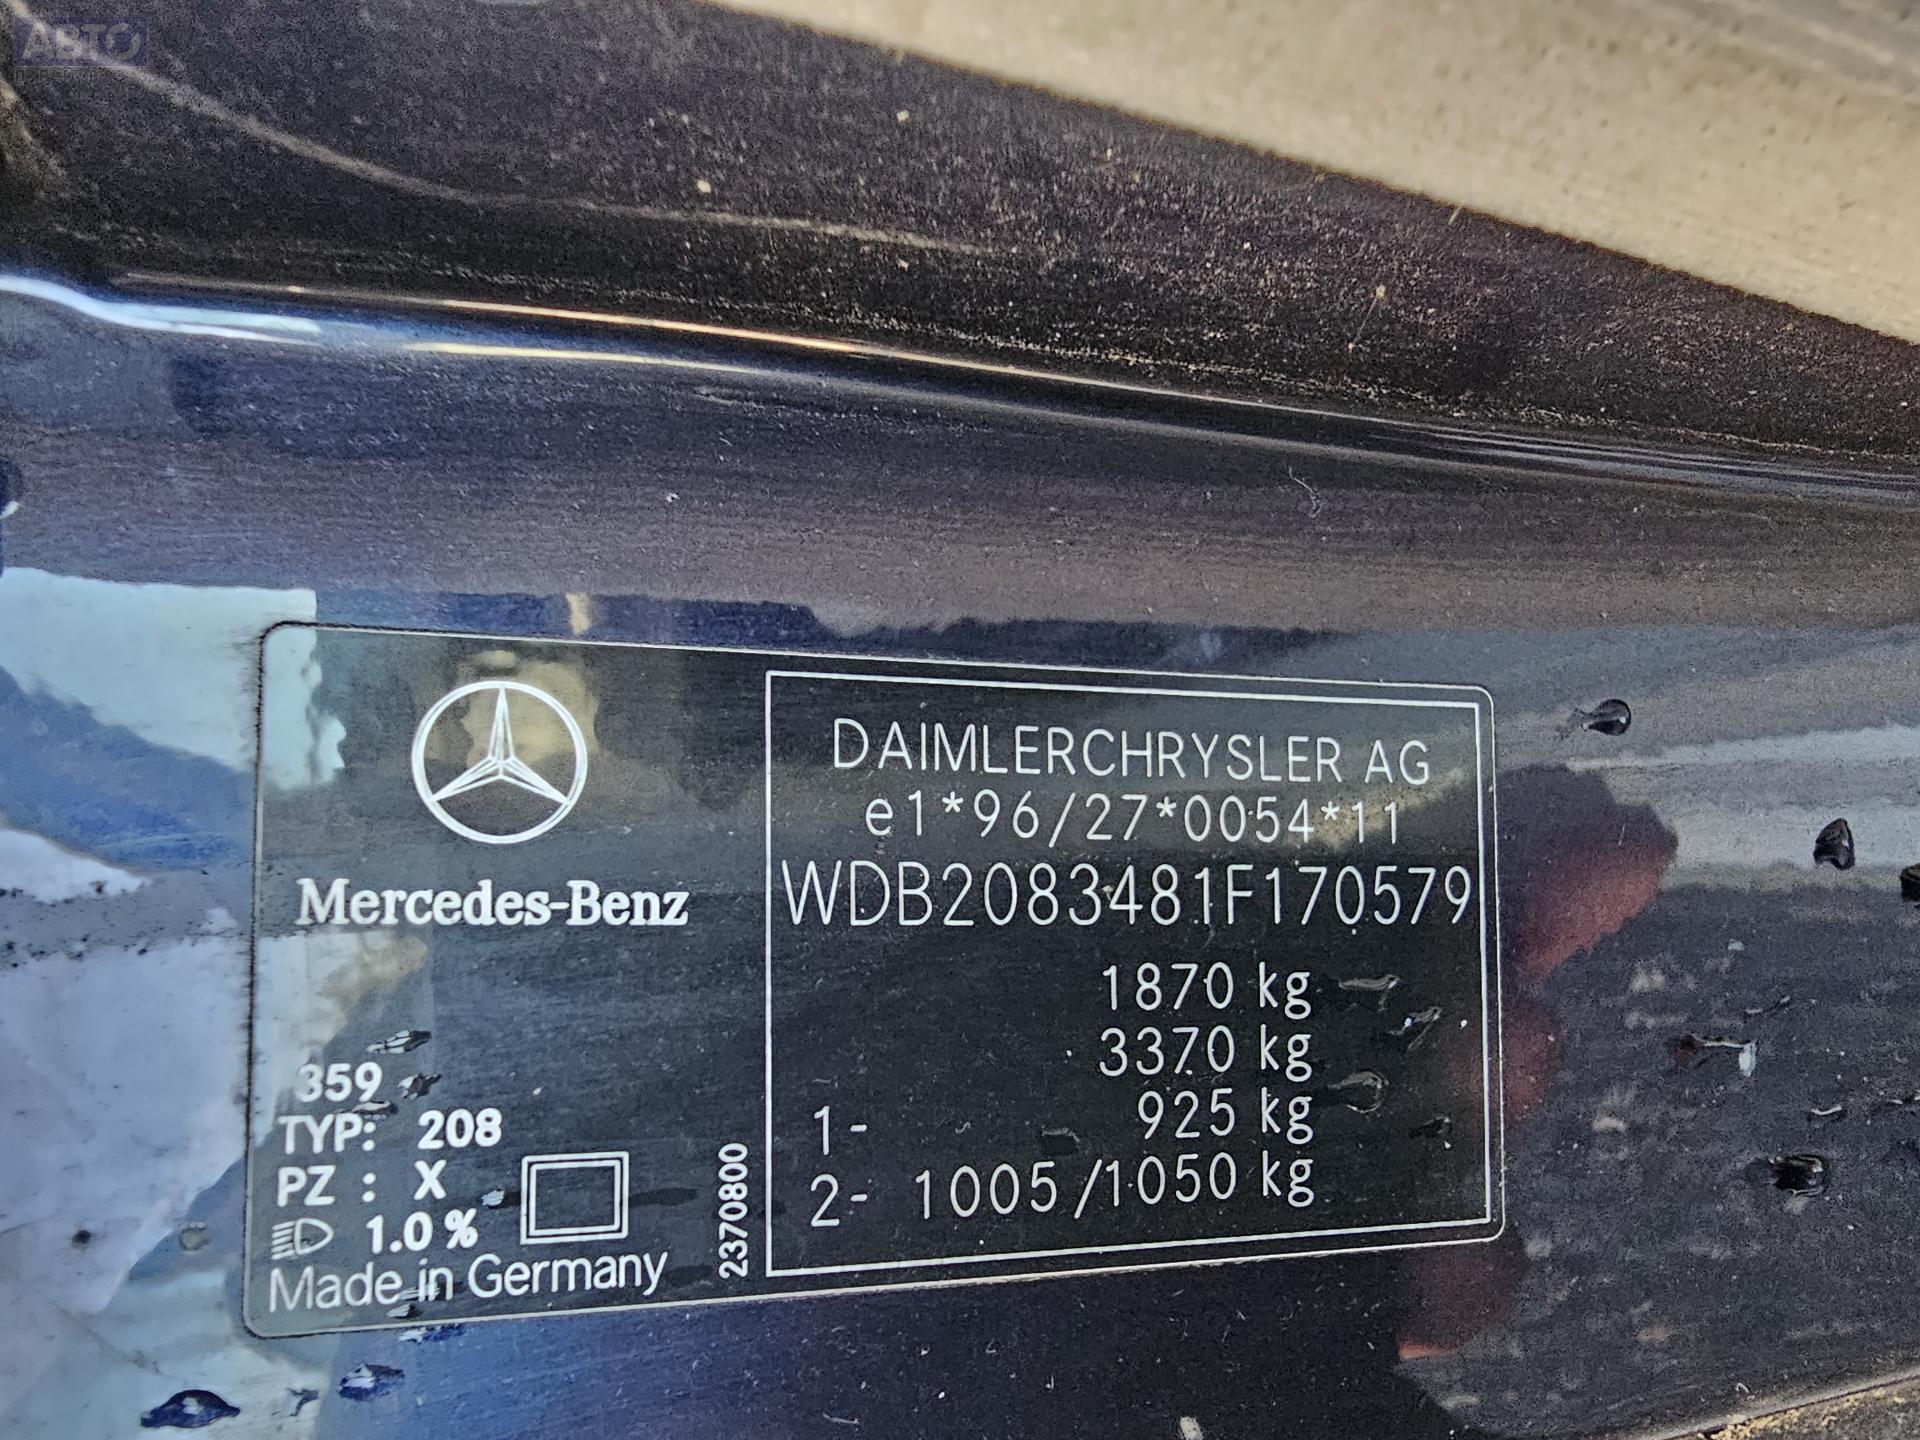 АВТО
Mercedes-Benz
359
TYP: 208
PZ : X
1.0 %
Made in Germany
2370800
DAIMLERCHRYSLER AG
e1*96/27*0054*11
WDB2083481F170579
1870 kg
3370 kg
1- 925 kg
2- 1005/1050 kg